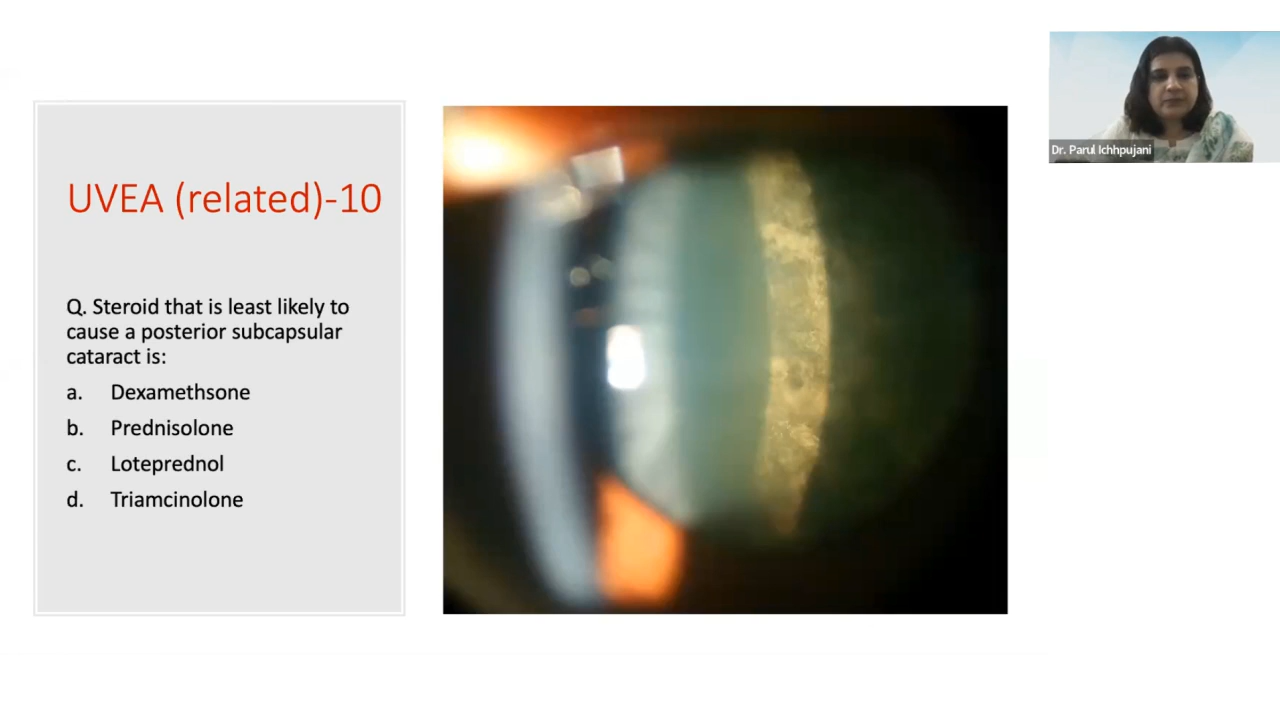 UVEA (related)-10
Q. Steroid that is least likely to
cause a posterior subcapsular
cataract is:
a. Dexamethsone
b. Prednisolone
c. Loteprednol
d. Triamcinolone
Dr. Parul Ichhpujani